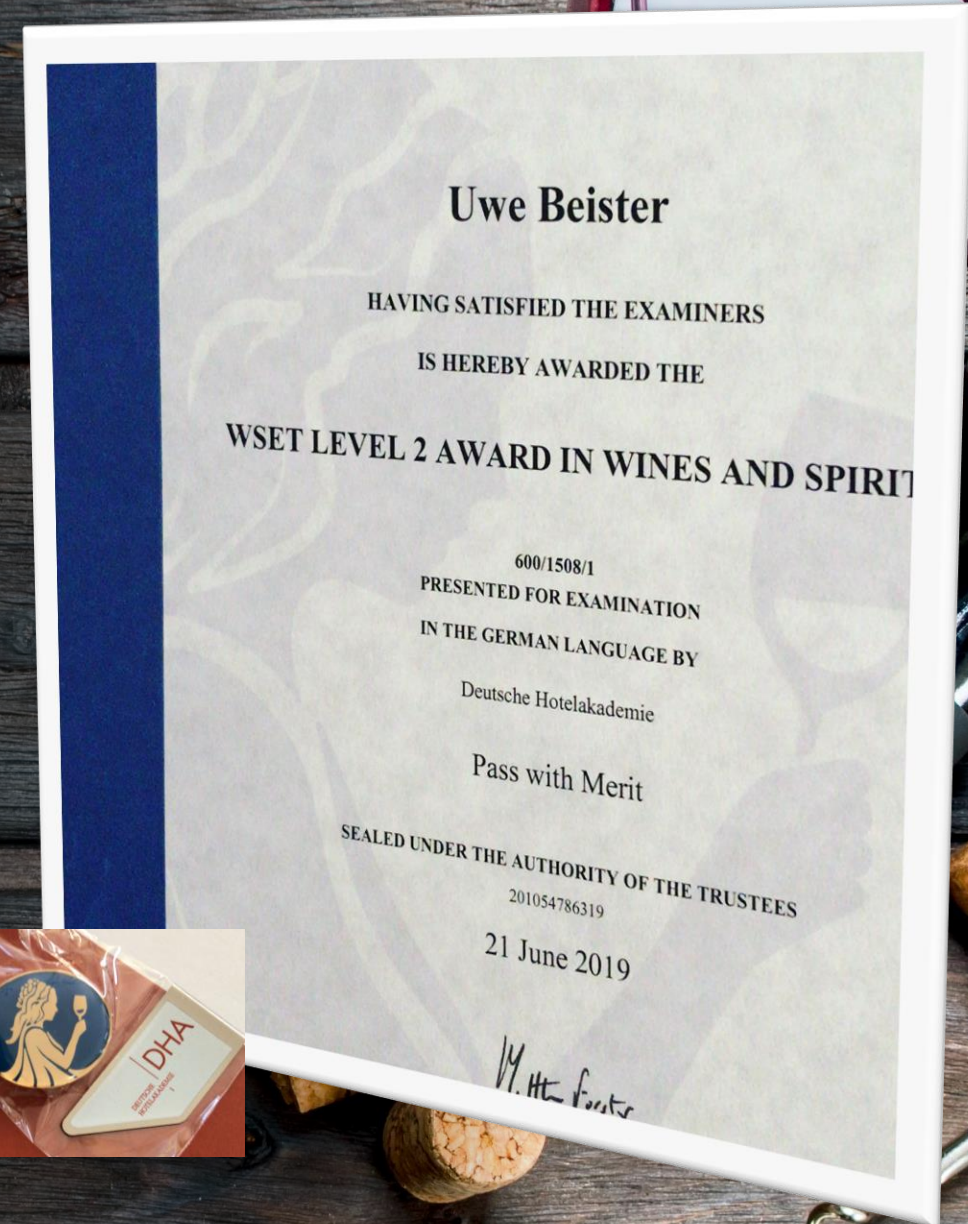 Uwe Beister
HAVING SATISFIED THE EXAMINERS
IS HEREBY AWARDED THE
WSET LEVEL 2 AWARD IN WINES AND SPIRIT
600/1508/1
PRESENTED FOR EXAMINATION
IN THE GERMAN LANGUAGE BY
Deutsche Hotelakademie
Pass with Merit
SEALED UNDER THE AUTHORITY OF THE TRUSTEES
201054786319
21 June 2019
DHA
DEUTSCHE
HOTELAKADEMIE